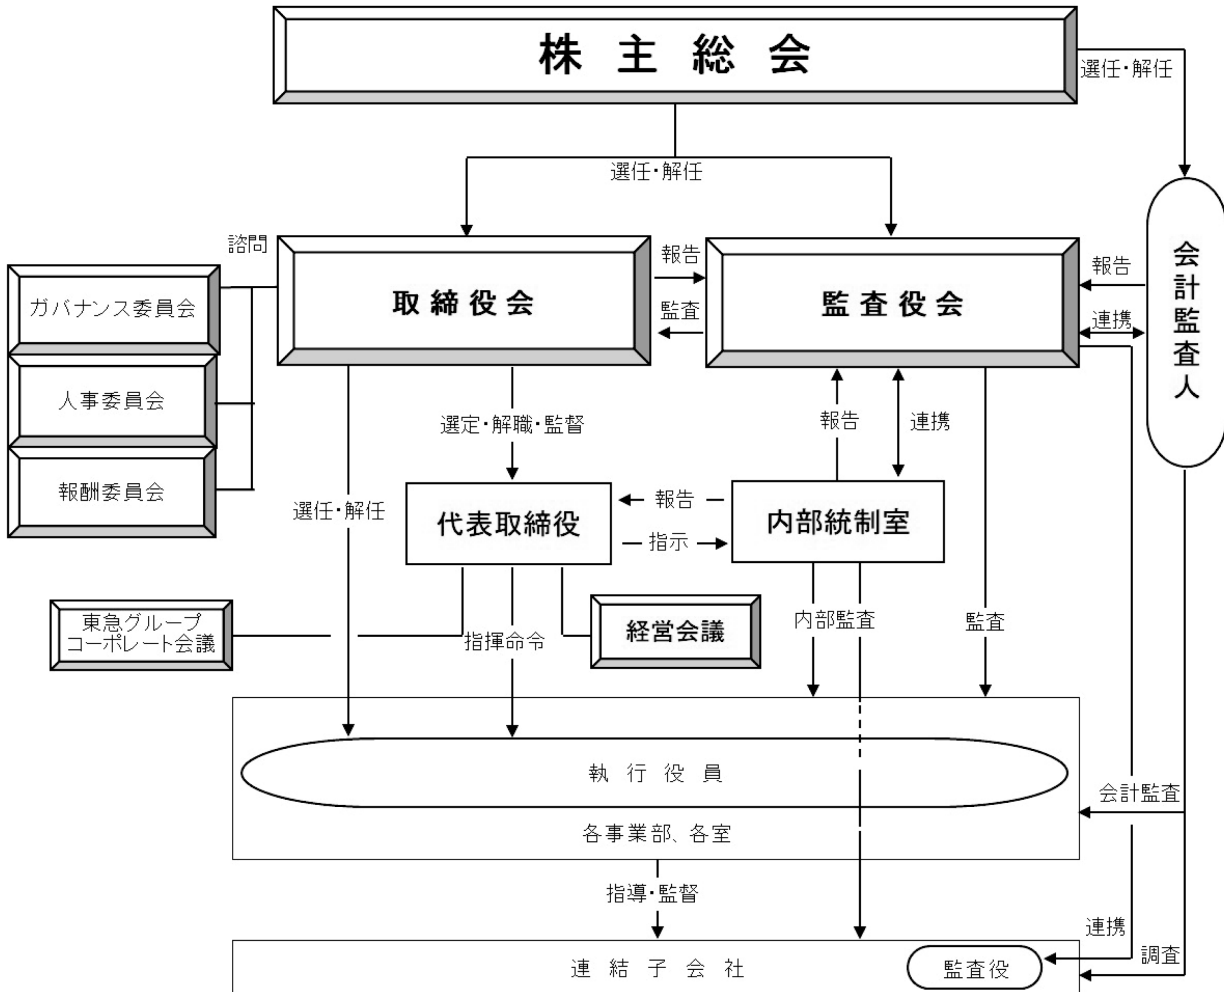 株主総会
選任・解任
選任・解任
諮問
取締役会
報告
監査
監査役会
報告
連携
会計監査人
ガバナンス委員会
人事委員会
報酬委員会
選定・解職・監督
報告
連携
選任・解任
代表取締役
報告
指示
内部統制室
東急グループ
コーポレート会議
指揮命令
経営会議
内部監査
監査
執行役員
各事業部、各室
会計監査
指導・監督
連携
調査
連結子会社
監査役